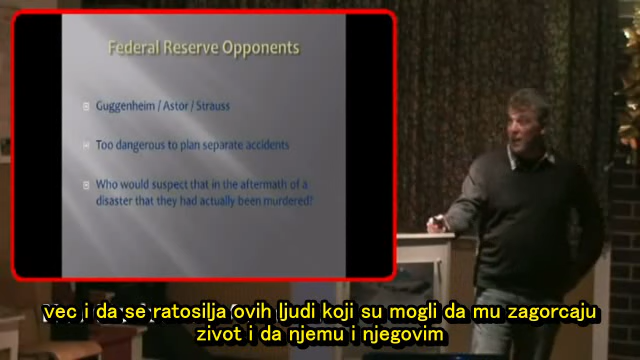 Federal Reserve Opponents
Guggenheim / Astor / Strauss
Too dangerous to plan separate accidents
Who would suspect that in the aftermath of a
disaster that they had actually been murdered?
vec i da se ratosilja ovih ljudi koji su mogli da mu zagorcaju
zivot i da njemu i njegovim